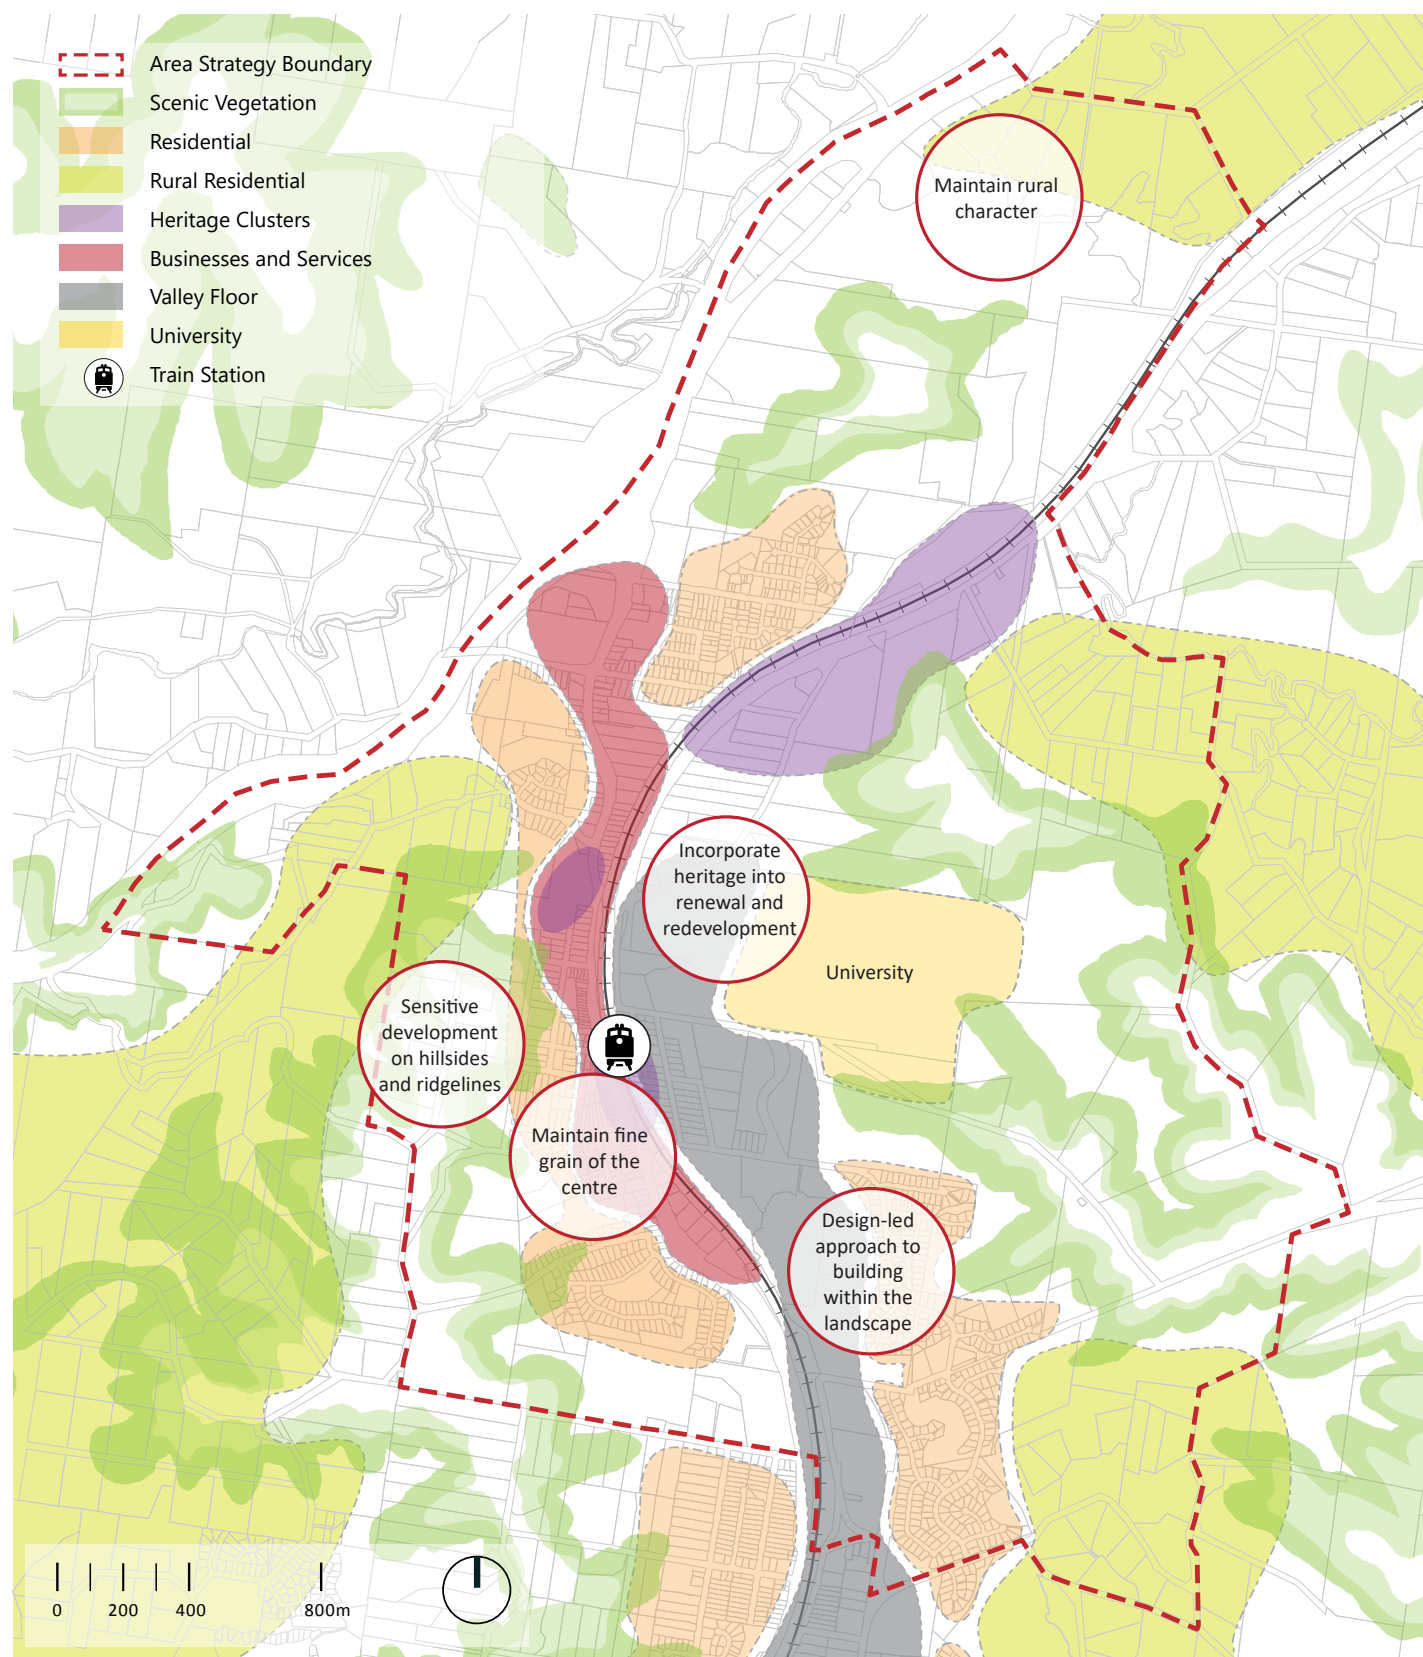 Area Strategy Boundary
Scenic Vegetation
Residential
Rural Residential
Heritage Clusters
Businesses and Services
Valley Floor
University
Train Station
Maintain rural
character
Incorporate
heritage into
renewal and
redevelopment
University
Sensitive
development
on hillsides
and ridgelines
Maintain fine
grain of the
centre
Design-led
approach to
building
within the
landscape
0 200 400 800m